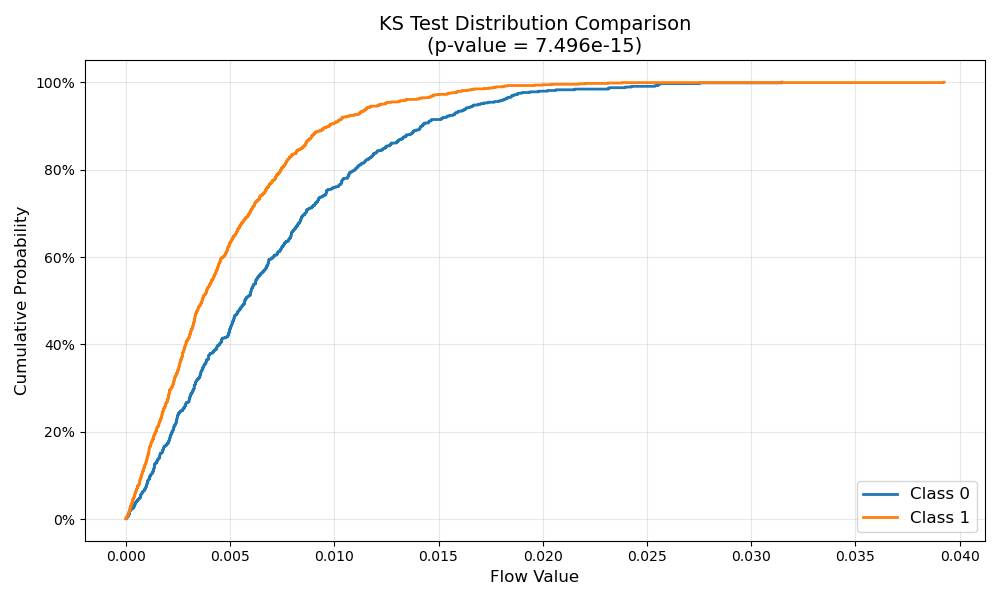 KS Test Distribution Comparison
(p-value = 7.496e-15)
Cumulative Probability
100%
80%
60%
40%
20%
0%
Class 0
Class 1
0.000 0.005 0.010 0.015 0.020 0.025 0.030 0.035 0.040
Flow Value